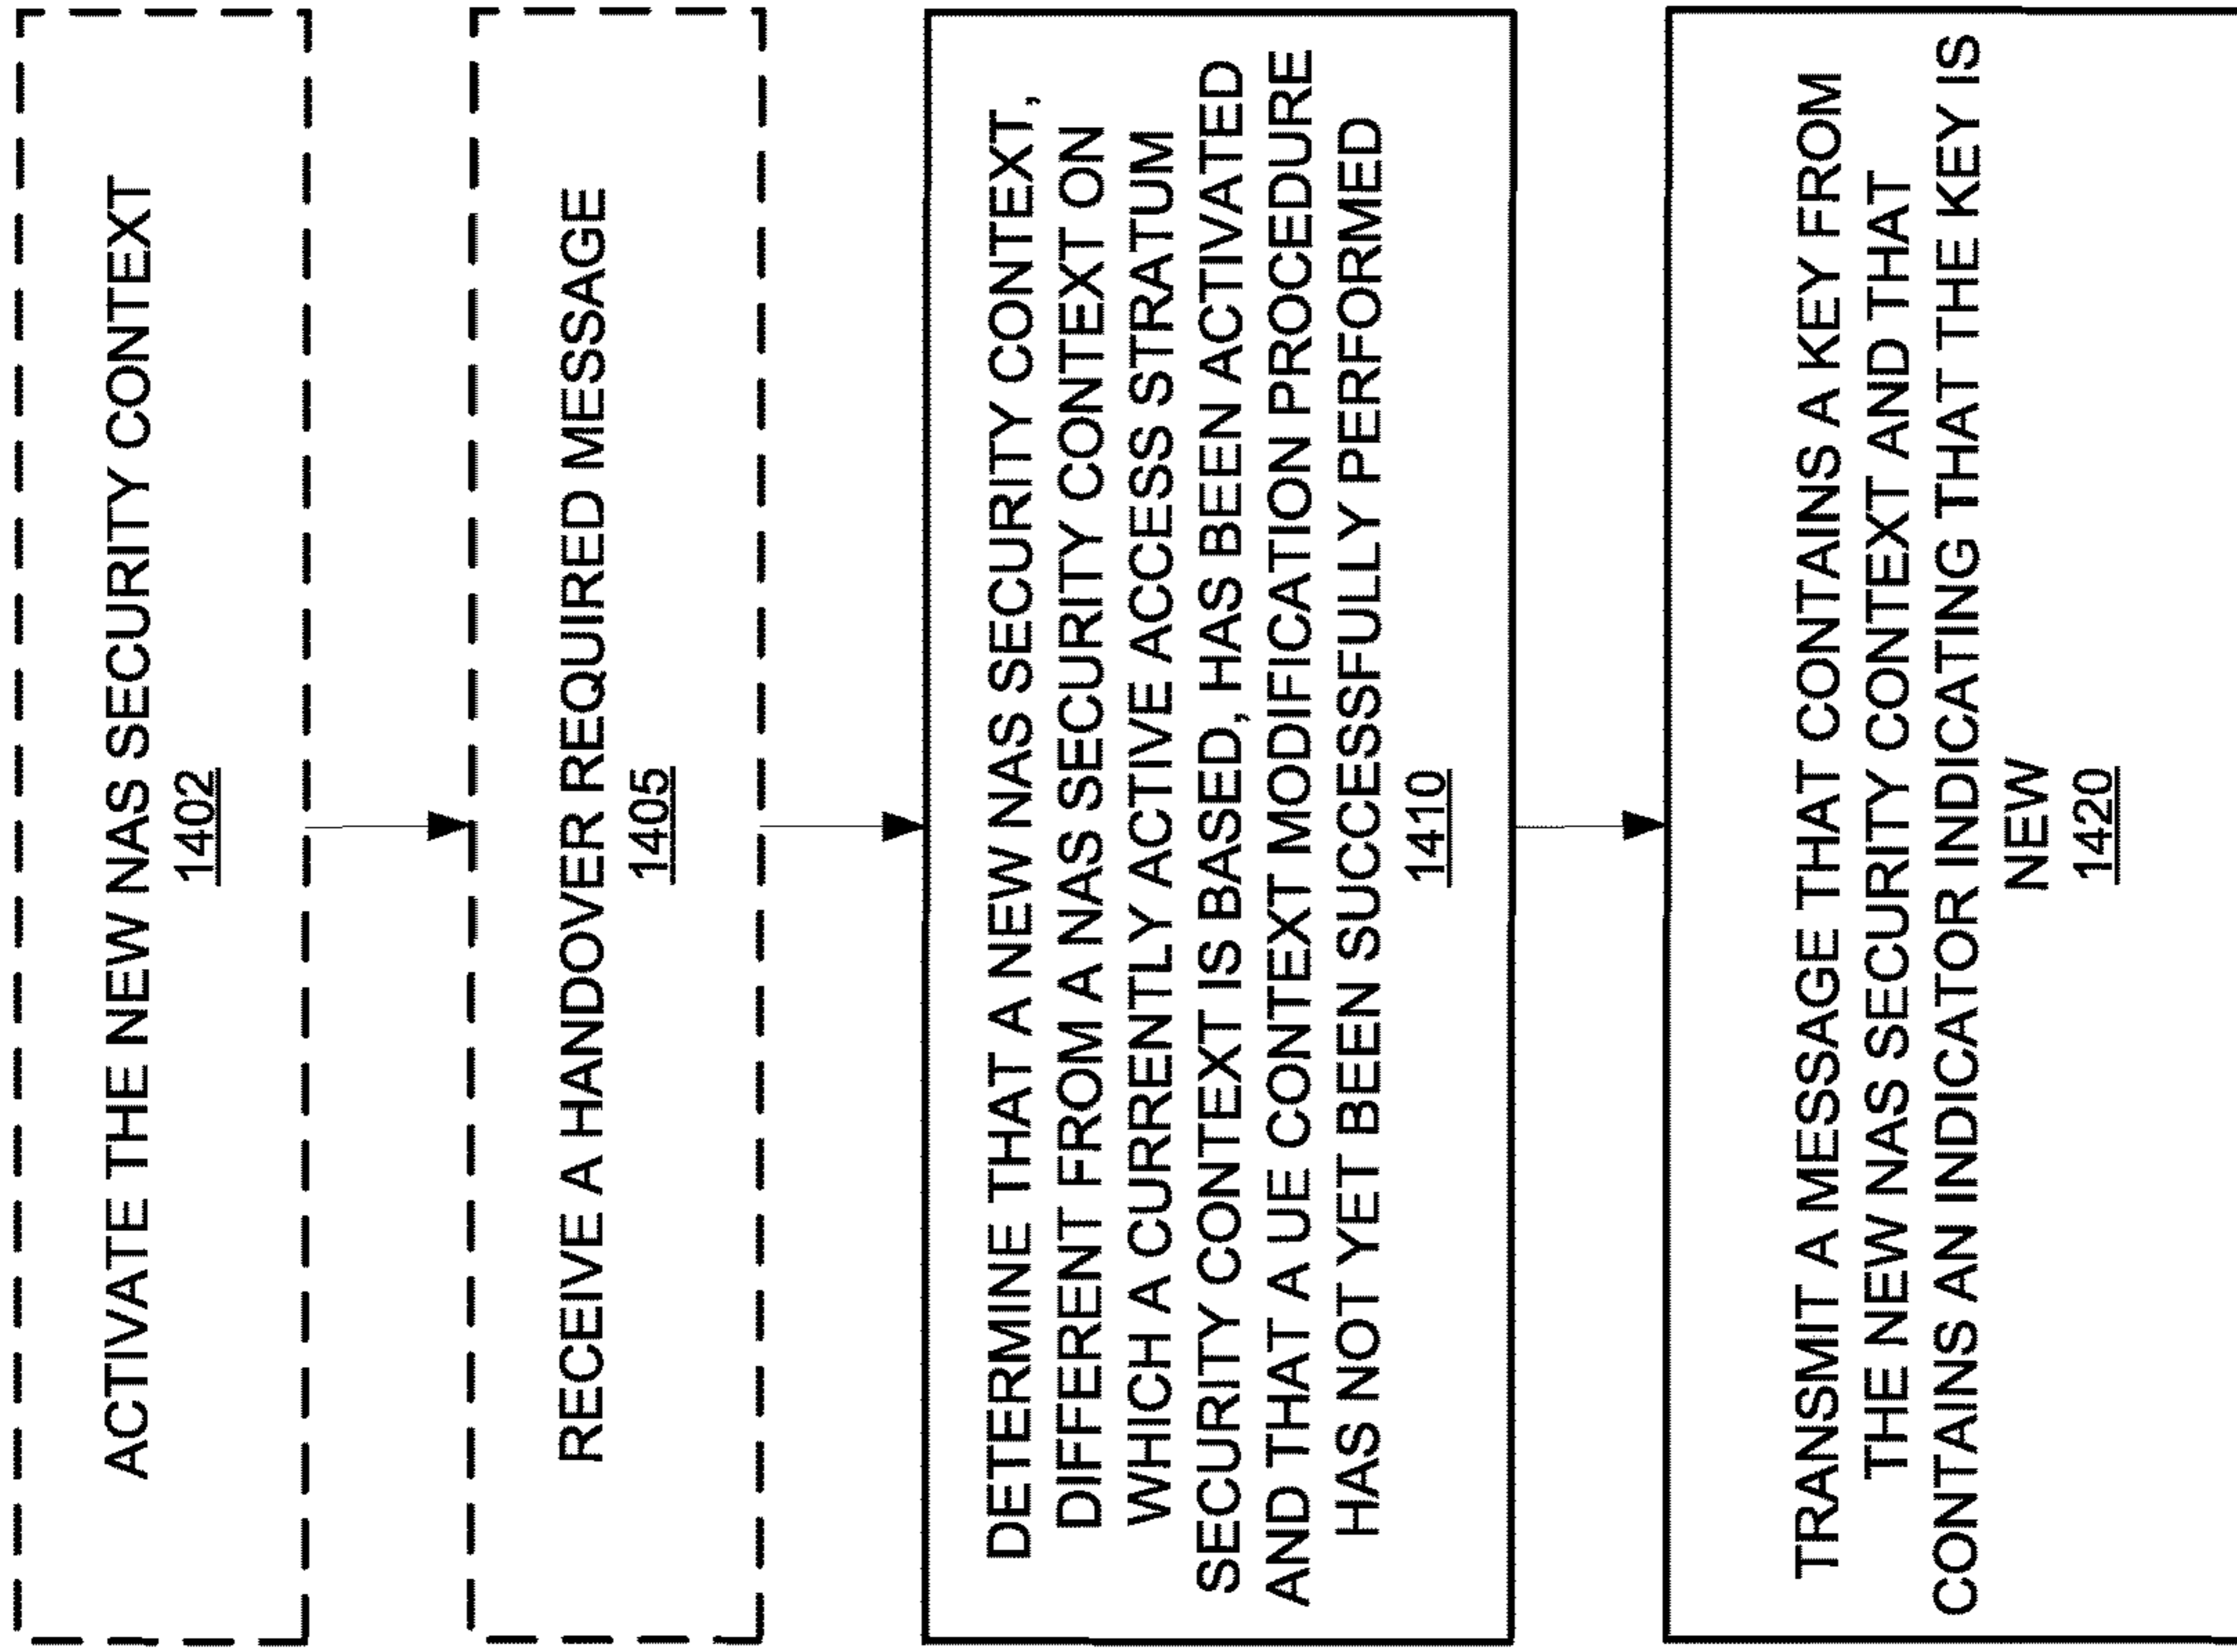 ACTIVATE THE NEW NAS SECURITY CONTEXT
1402
RECEIVE A HANDOVER REQUIRED MESSAGE
1405
DETERMINE THAT A NEW NAS SECURITY CONTEXT,
DIFFERENT FROM A NAS SECURITY CONTEXT ON
WHICH A CURRENTLY ACTIVE ACCESS STRATUM
SECURITY CONTEXT IS BASED, HAS BEEN ACTIVATED
AND THAT A UE CONTEXT MODIFICATION PROCEDURE
HAS NOT YET BEEN SUCCESSFULLY PERFORMED
1410
TRANSMIT A MESSAGE THAT CONTAINS A KEY FROM
THE NEW NAS SECURITY CONTEXT AND THAT
CONTAINS AN INDICATOR INDICATING THAT THE KEY IS
NEW
1420